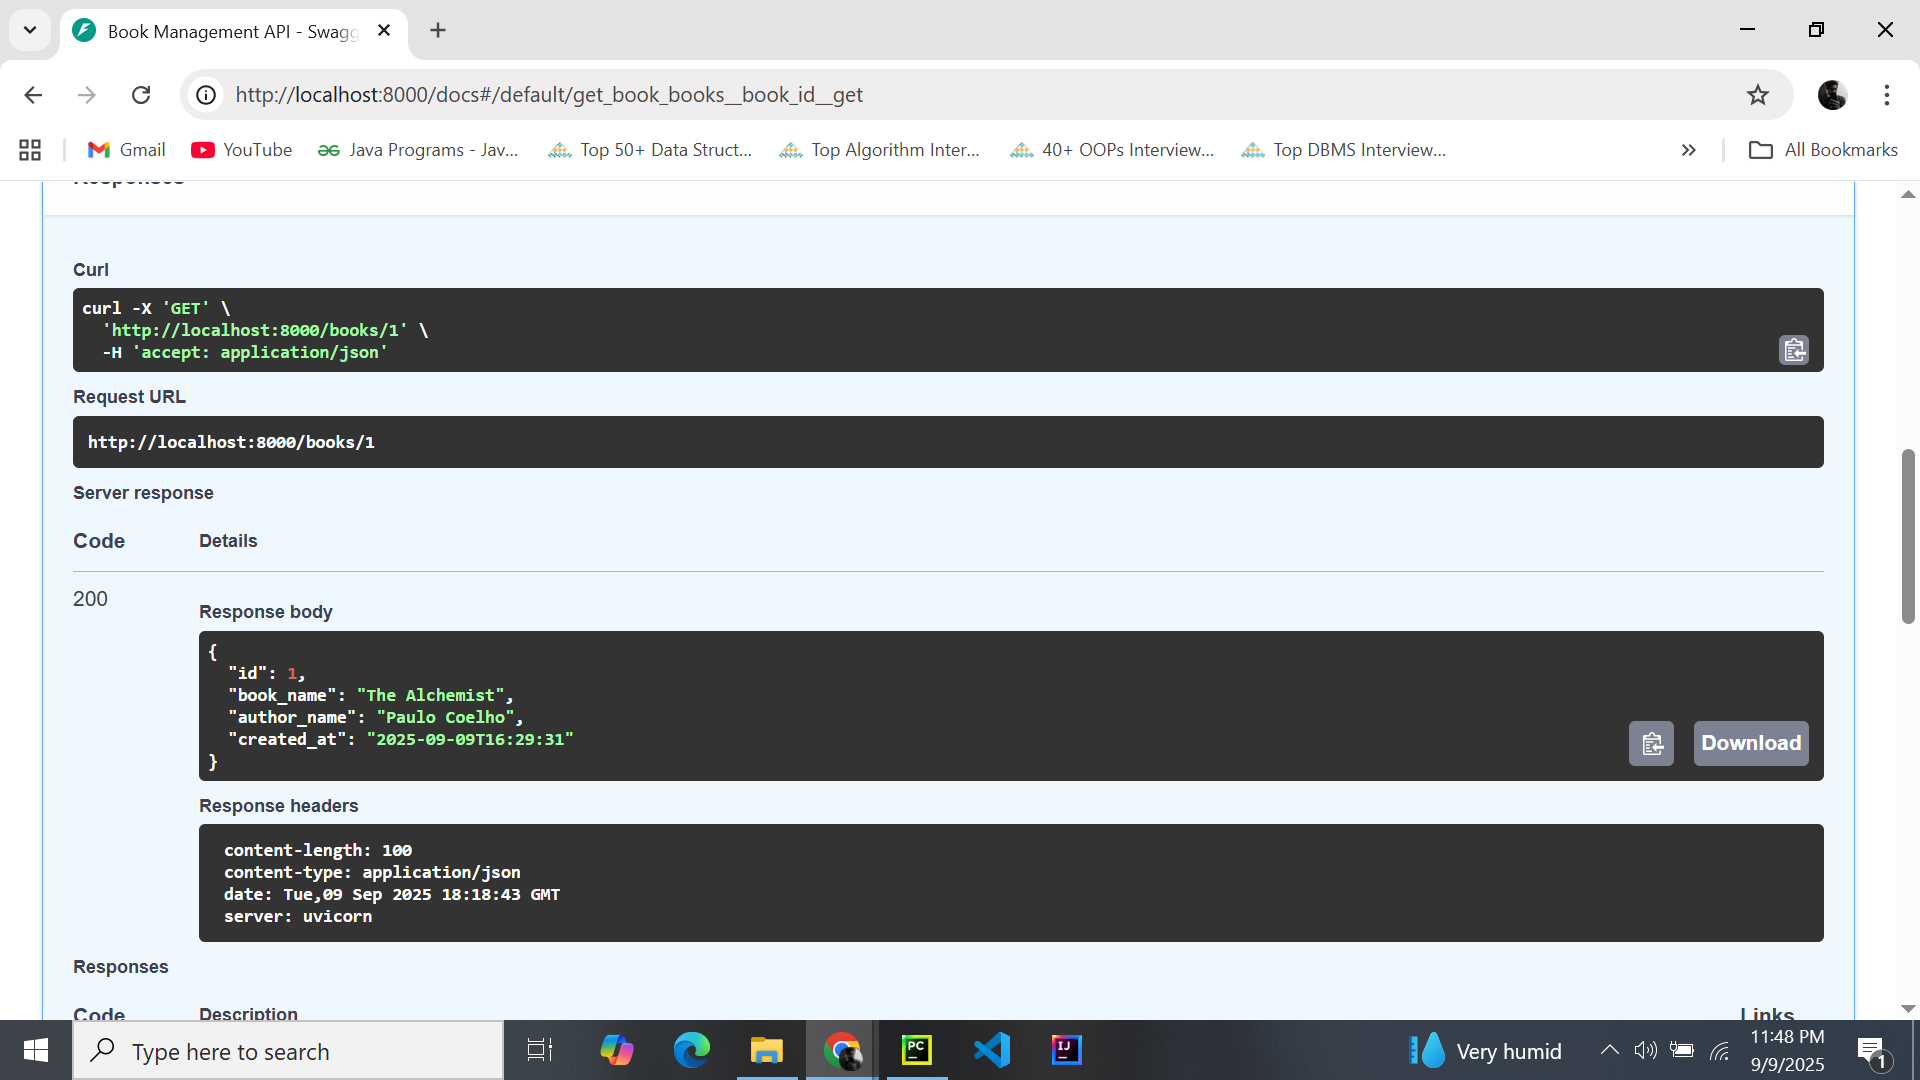 Book Management API - Swagg
http://localhost:8000/docs#/default/get_book_books__book_id__get
Gmail
YouTube
Java Programs - Jav...
Top 50+ Data Struct...
Top Algorithm Inter...
40+ OOPs Interview...
Top DBMS Interview...
All Bookmarks
Responses
Curl
curl -X 'GET' \
'http://localhost:8000/books/1' \
-H 'accept: application/json'
Request URL
http://localhost:8000/books/1
Server response
Code
Details
200
Response body
{
"id": 1,
"book_name": "The Alchemist",
"author_name": "Paulo Coelho",
"created_at": "2025-09-09T16:29:31"
}
Download
Response headers
content-length: 100
content-type: application/json
date: Tue,09 Sep 2025 18:18:43 GMT
server: uvicorn
Responses
Code
Description
Links
Type here to search
PC
IJ
Very humid
11:48 PM
9/9/2025
1